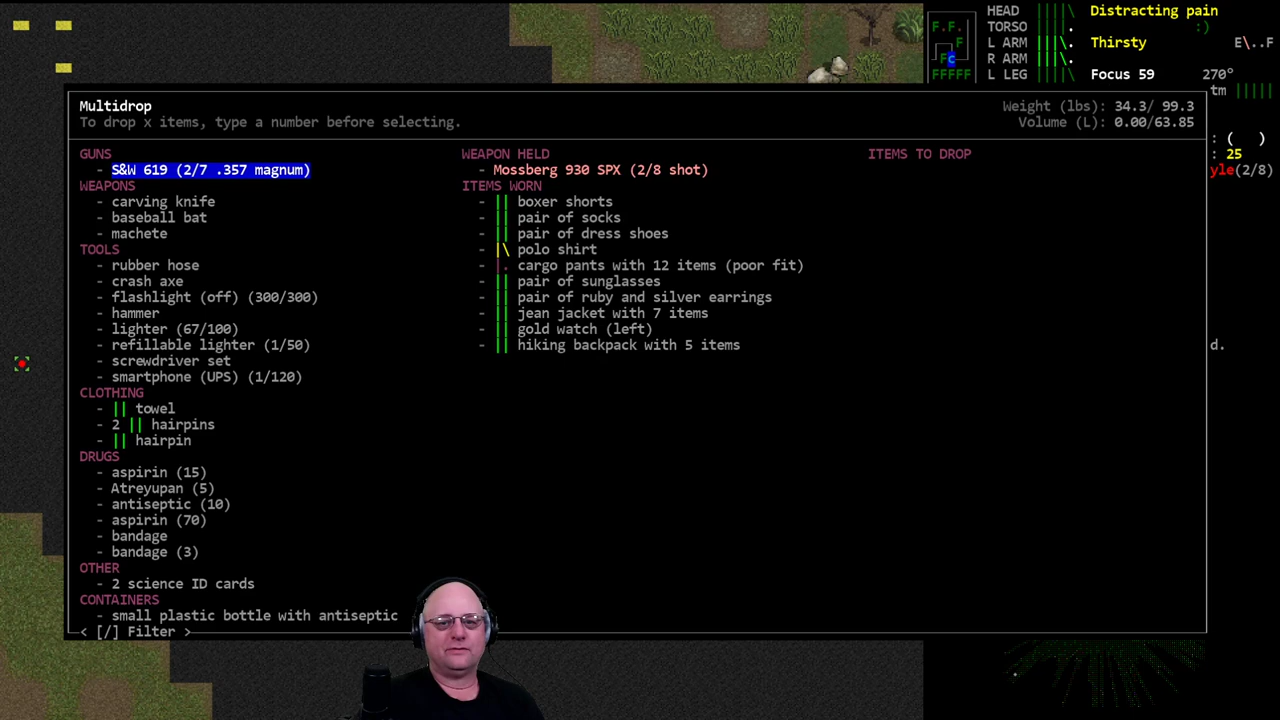 HEAD ||||\ Distracting pain
F.F. TORSO ||||. :)
F L ARM |||\. Thirsty E\..F
Fc R ARM |||\.
FFFFF L LEG ||||\ Focus 59 270°
tm |||||
Multidrop Weight (lbs): 34.3/ 99.3
To drop x items, type a number before selecting. Volume (L): 0.00/63.85
: ( )
: 25
yle(2/8)
d.
GUNS
S&W 619 (2/7 .357 magnum)
WEAPONS
- carving knife
- baseball bat
- machete
TOOLS
- rubber hose
- crash axe
- flashlight (off) (300/300)
- hammer
- lighter (67/100)
- refillable lighter (1/50)
- screwdriver set
- smartphone (UPS) (1/120)
CLOTHING
- || towel
- 2 || hairpins
- || hairpin
DRUGS
- aspirin (15)
- Atreyupan (5)
- antiseptic (10)
- aspirin (70)
- bandage
- bandage (3)
OTHER
- 2 science ID cards
CONTAINERS
- small plastic bottle with antiseptic
< [/] Filter >
WEAPON HELD
- Mossberg 930 SPX (2/8 shot)
ITEMS WORN
- || boxer shorts
- || pair of socks
- || pair of dress shoes
- |\ polo shirt
- |. cargo pants with 12 items (poor fit)
- || pair of sunglasses
- || pair of ruby and silver earrings
- || jean jacket with 7 items
- || gold watch (left)
- || hiking backpack with 5 items
ITEMS TO DROP